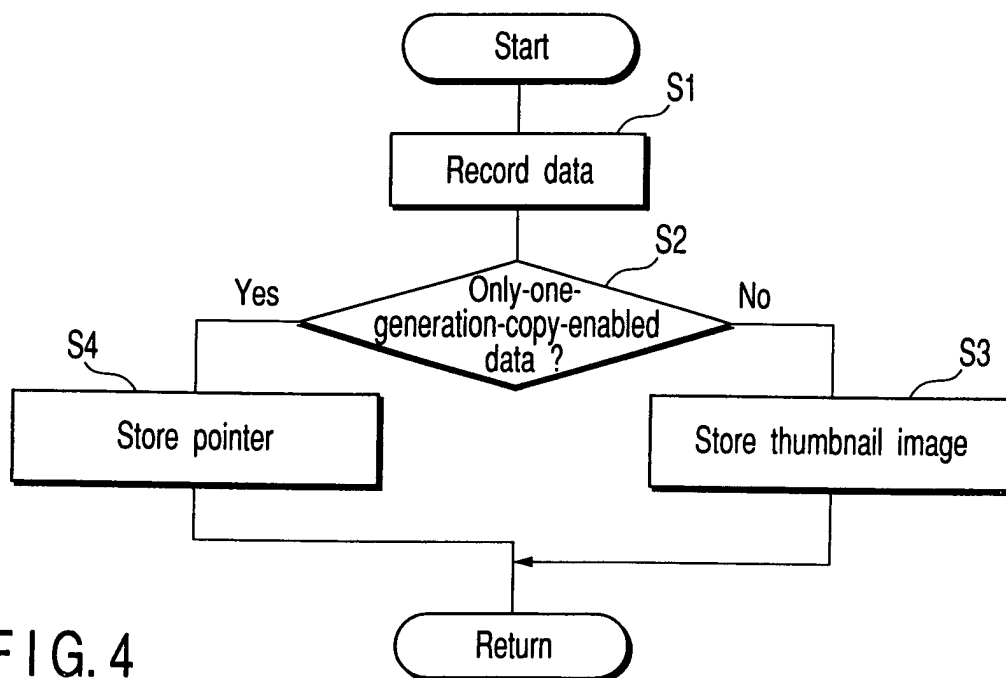 Start
S1
Record data
S2
Yes
Only-one-
generation-copy-enabled
data ?
No
S4
Store pointer
S3
Store thumbnail image
Return
FIG. 4